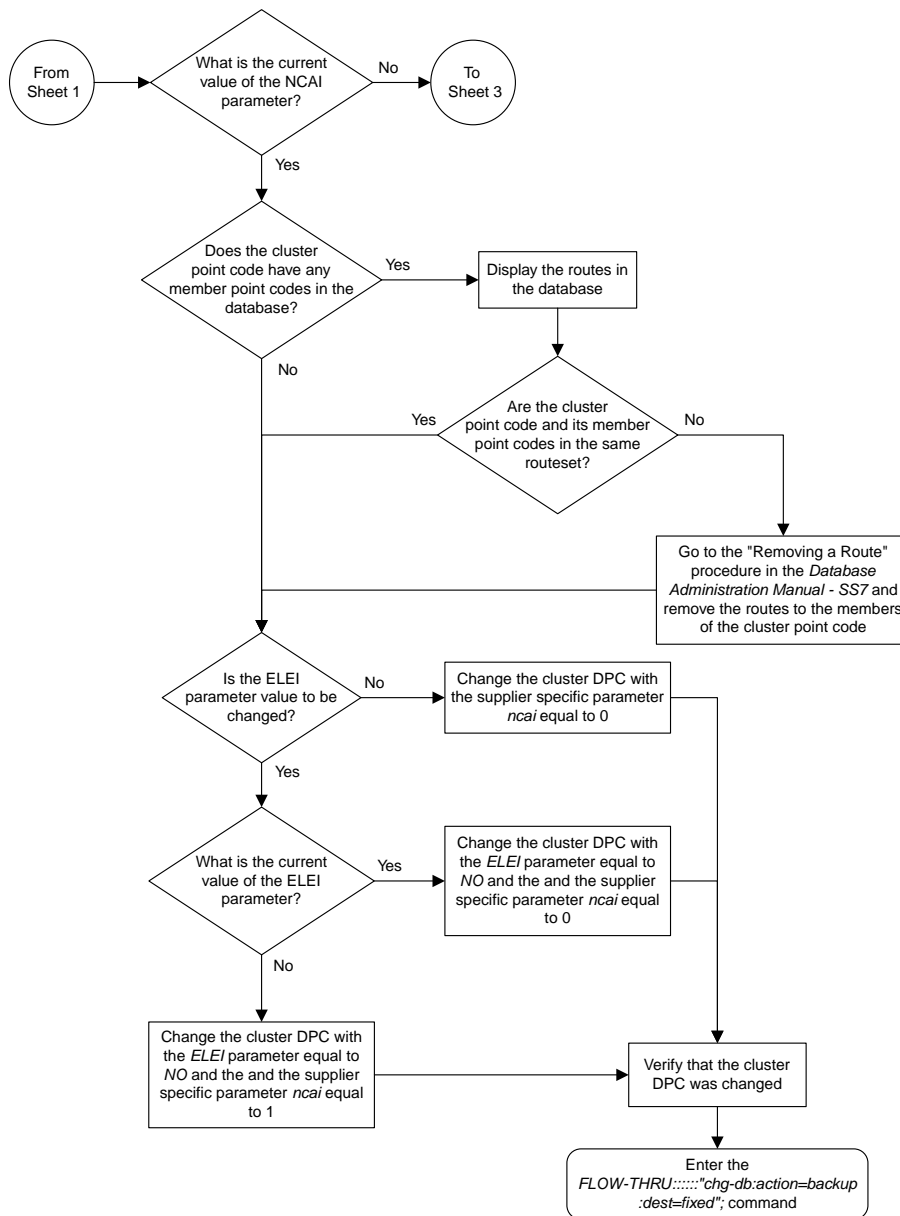 From
Sheet 1
What is the current
value of the NCAI
parameter?
No
To
Sheet 3
Yes
Does the cluster
point code have any
member point codes in the
database?
Yes
Display the routes in
the database
No
Are the cluster
point code and its member
point codes in the same
routeset?
Yes
No
Go to the "Removing a Route"
procedure in the Database
Administration Manual - SS7 and
remove the routes to the members
of the cluster point code
Is the ELEI
parameter value to be
changed?
No
Change the cluster DPC with
the supplier specific parameter
ncai equal to 0
Yes
What is the current
value of the ELEI
parameter?
Yes
Change the cluster DPC with
the ELEI parameter equal to
NO and the and the supplier
specific parameter ncai equal
to 0
No
Change the cluster DPC with
the ELEI parameter equal to
NO and the and the supplier
specific parameter ncai equal
to 1
Verify that the cluster
DPC was changed
Enter the
FLOW-THRU::::::"chg-db:action=backup
:dest=fixed"; command